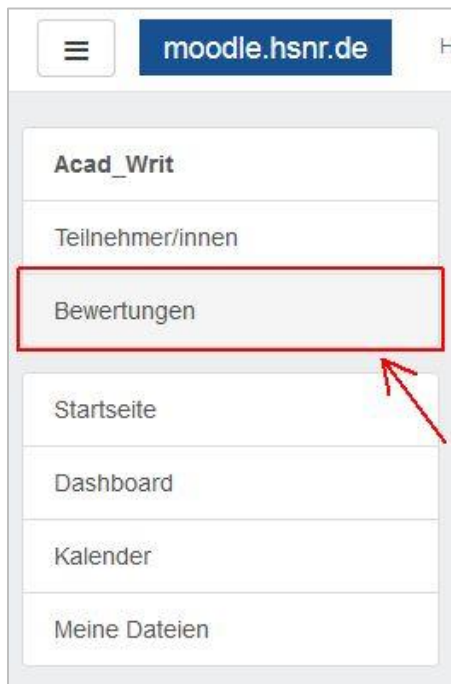 moodle.hsnr.de H
Acad_Writ
Teilnehmer/innen
Bewertungen
Startseite
Dashboard
Kalender
Meine Dateien